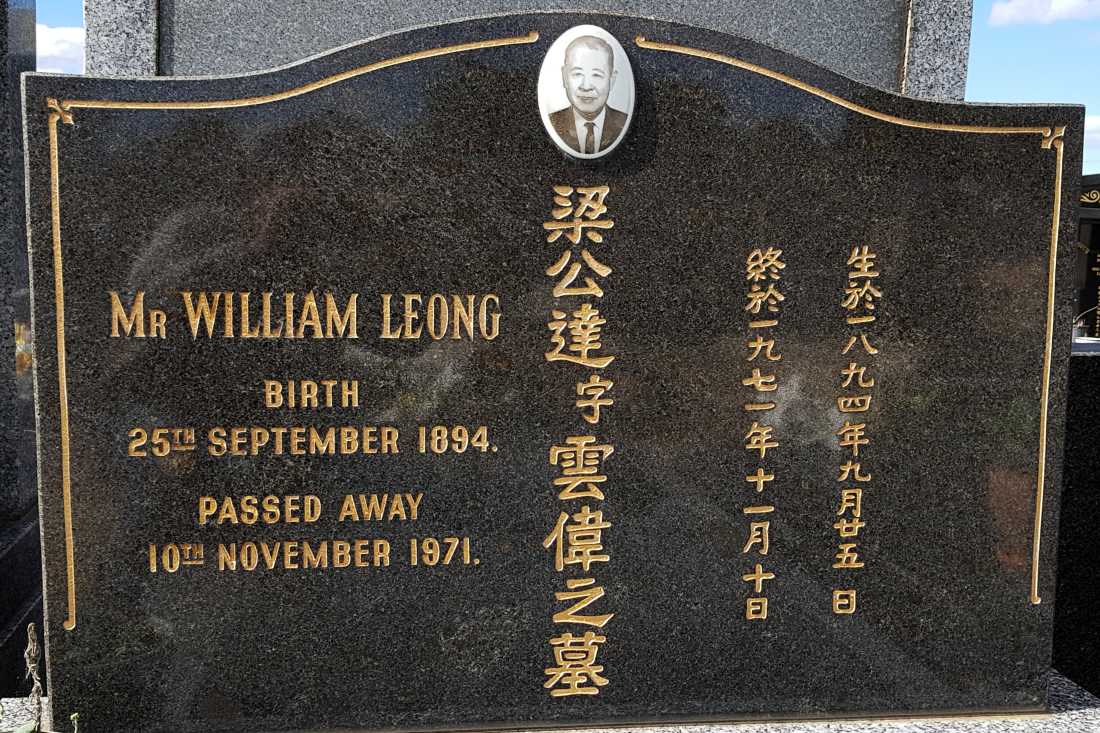 Mr WILLIAM LEONG
BIRTH
25TH SEPTEMBER 1894.
PASSED AWAY
10TH NOVEMBER 1971.
生於一八九四年九月廿五日
終於一九七一年十一月十日
梁公達字雲偉之墓